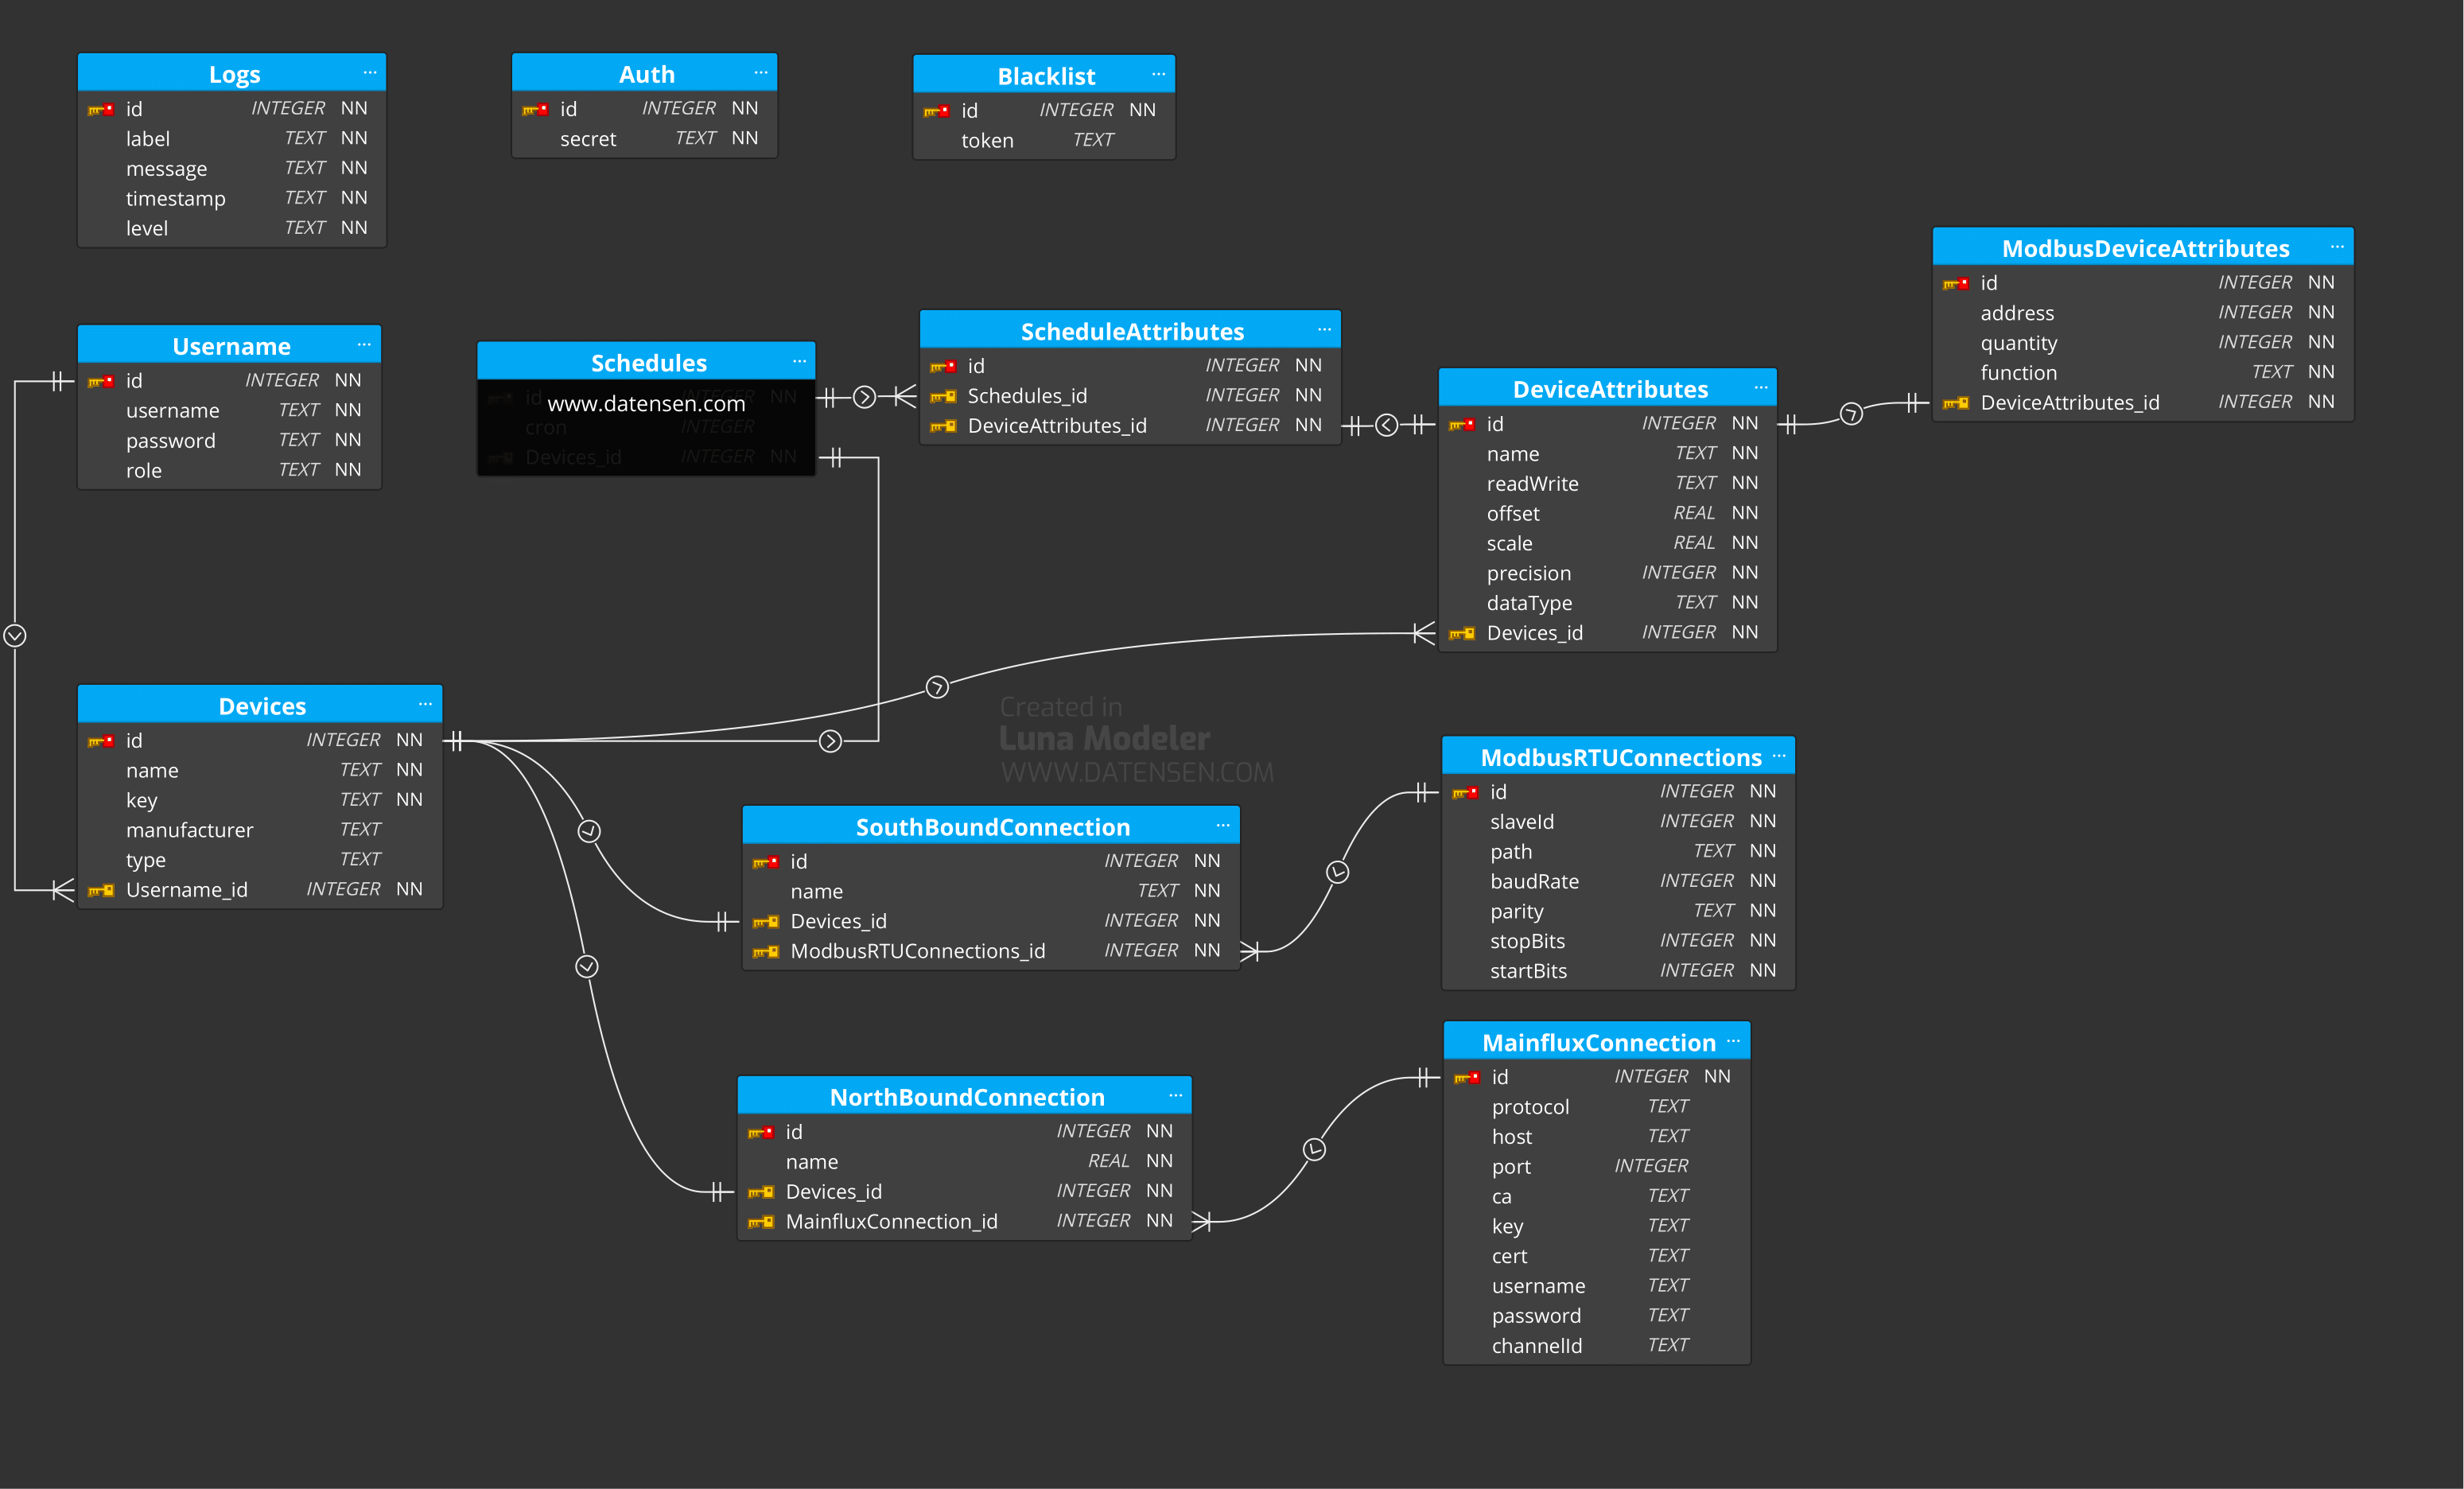 Logs ...
id INTEGER NN
label TEXT NN
message TEXT NN
timestamp TEXT NN
level TEXT NN
Auth ...
id INTEGER NN
secret TEXT NN
Blacklist ...
id INTEGER NN
token TEXT
ModbusDeviceAttributes ...
id INTEGER NN
address INTEGER NN
quantity INTEGER NN
function TEXT NN
DeviceAttributes_id INTEGER NN
Username ...
id INTEGER NN
username TEXT NN
password TEXT NN
role TEXT NN
Schedules ...
id INTEGER NN
www.datensen.com
cron INTEGER
Devices_id INTEGER NN
ScheduleAttributes ...
id INTEGER NN
Schedules_id INTEGER NN
DeviceAttributes_id INTEGER NN
DeviceAttributes ...
id INTEGER NN
name TEXT NN
readWrite TEXT NN
offset REAL NN
scale REAL NN
precision INTEGER NN
dataType TEXT NN
Devices_id INTEGER NN
Devices ...
id INTEGER NN
name TEXT NN
key TEXT NN
manufacturer TEXT
type TEXT
Username_id INTEGER NN
Created in
Luna Modeler
WWW.DATENSEN.COM
SouthBoundConnection ...
id INTEGER NN
name TEXT NN
Devices_id INTEGER NN
ModbusRTUConnections_id INTEGER NN
ModbusRTUConnections ...
id INTEGER NN
slaveId INTEGER NN
path TEXT NN
baudRate INTEGER NN
parity TEXT NN
stopBits INTEGER NN
startBits INTEGER NN
NorthBoundConnection ...
id INTEGER NN
name REAL NN
Devices_id INTEGER NN
MainfluxConnection_id INTEGER NN
MainfluxConnection ...
id INTEGER NN
protocol TEXT
host TEXT
port INTEGER
ca TEXT
key TEXT
cert TEXT
username TEXT
password TEXT
channelId TEXT